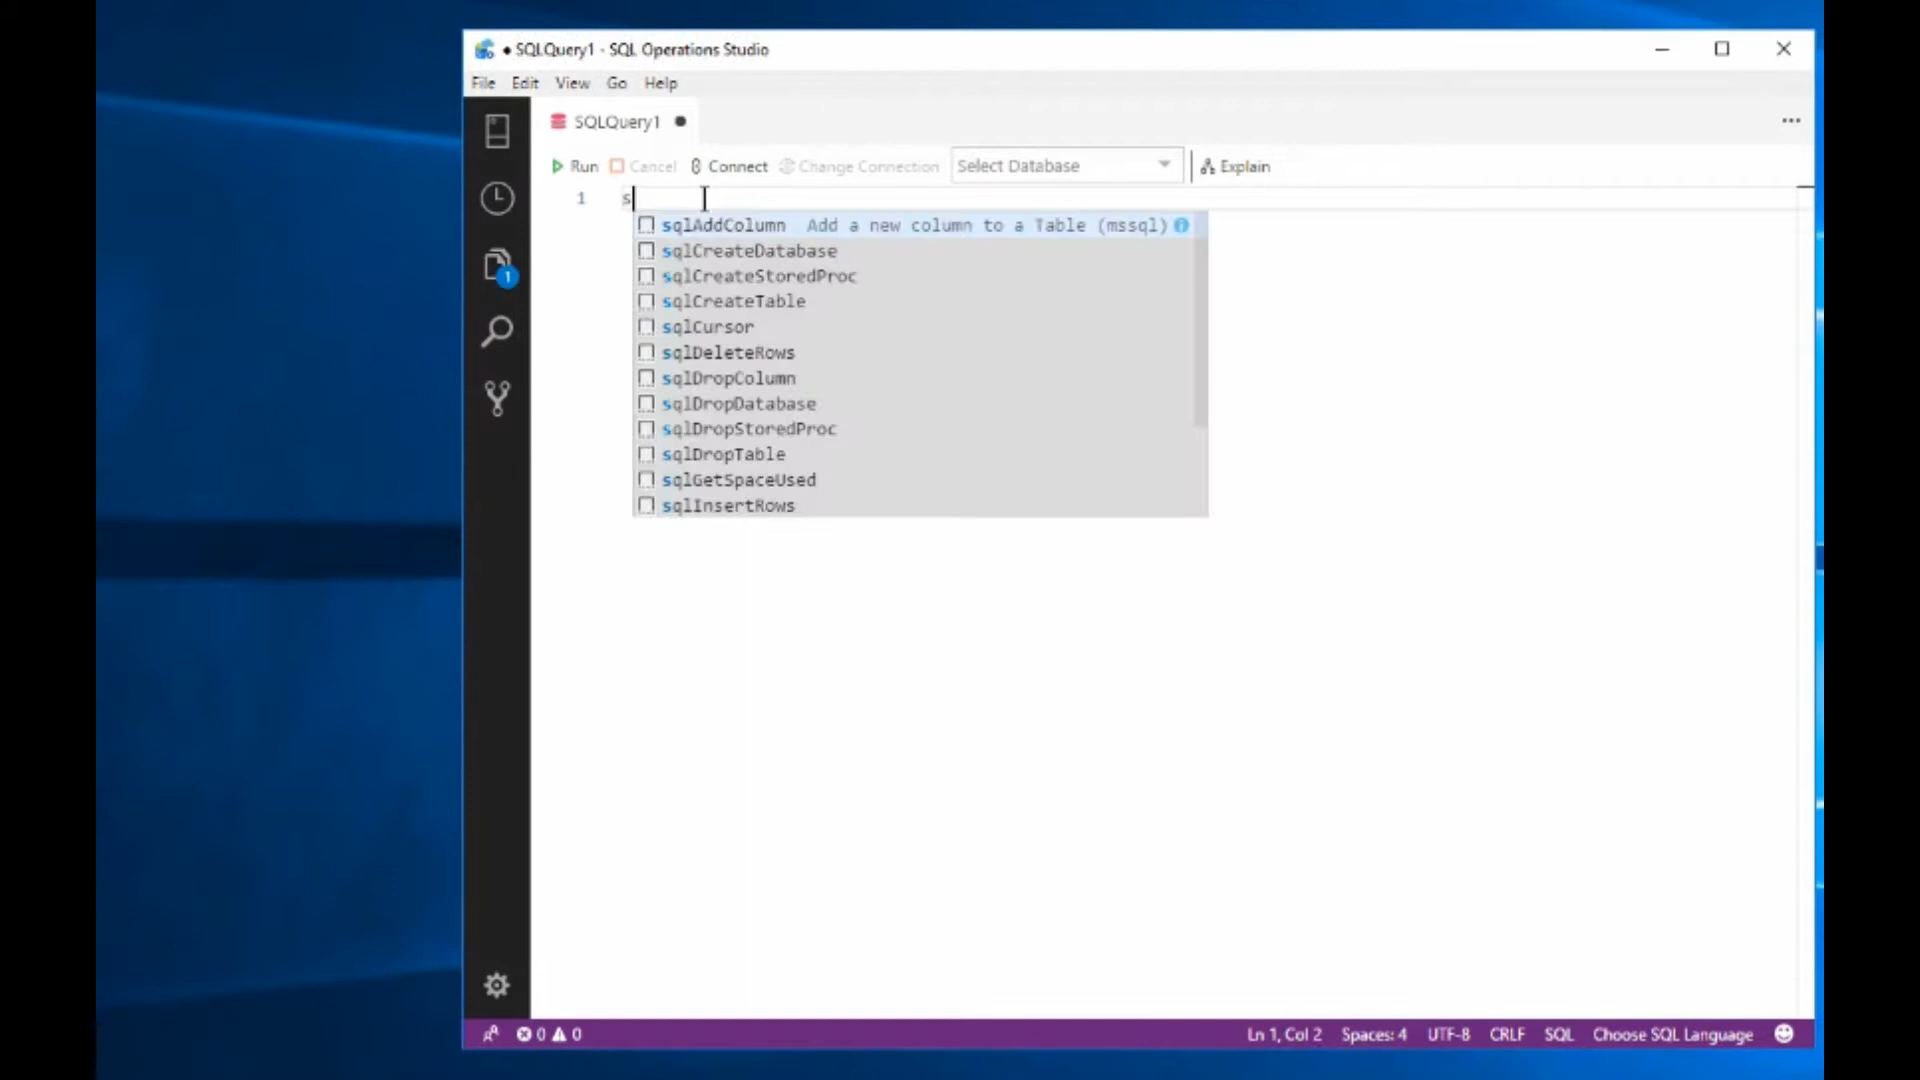 ● SQLQuery1 - SQL Operations Studio
File Edit View Go Help
SQLQuery1 ●
Run Cancel Connect Change Connection Select Database Explain
1 s
sqlAddColumn Add a new column to a Table (mssql)
sqlCreateDatabase
sqlCreateStoredProc
sqlCreateTable
sqlCursor
sqlDeleteRows
sqlDropColumn
sqlDropDatabase
sqlDropStoredProc
sqlDropTable
sqlGetSpaceUsed
sqlInsertRows
1
0 0 Ln 1, Col 2 Spaces: 4 UTF-8 CRLF SQL Choose SQL Language